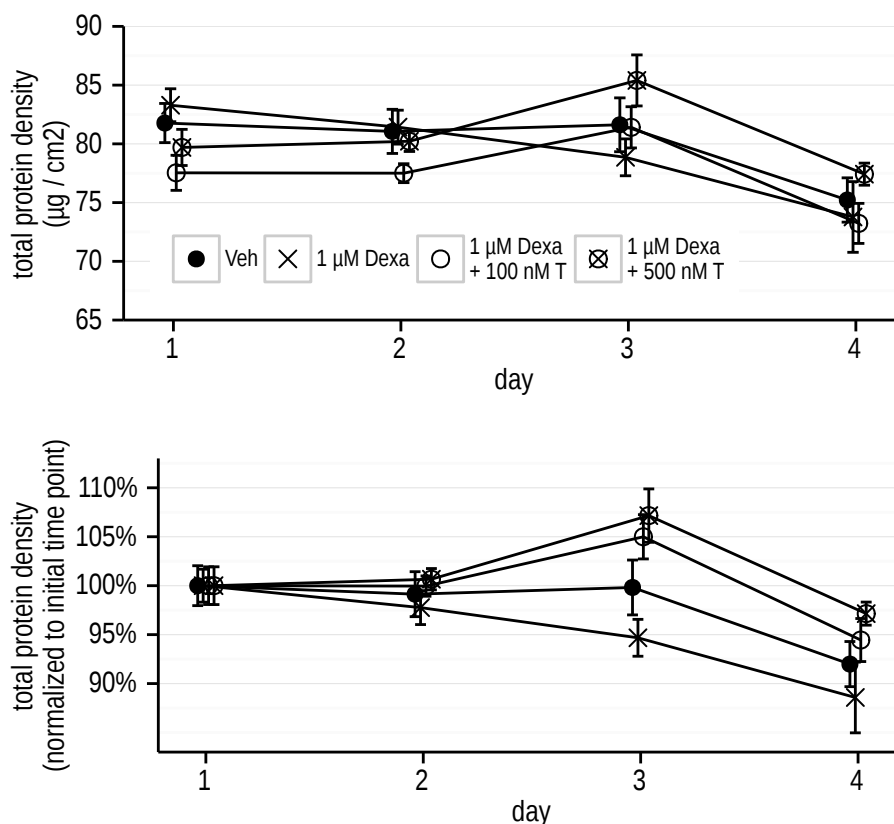 total protein density
(µg / cm2)
90
85
80
75
70
65
Veh
1 µM Dexa
1 µM Dexa
+ 100 nM T
1 µM Dexa
+ 500 nM T
1
2
3
4
day
total protein density
(normalized to initial time point)
110%
105%
100%
95%
90%
1
2
3
4
day